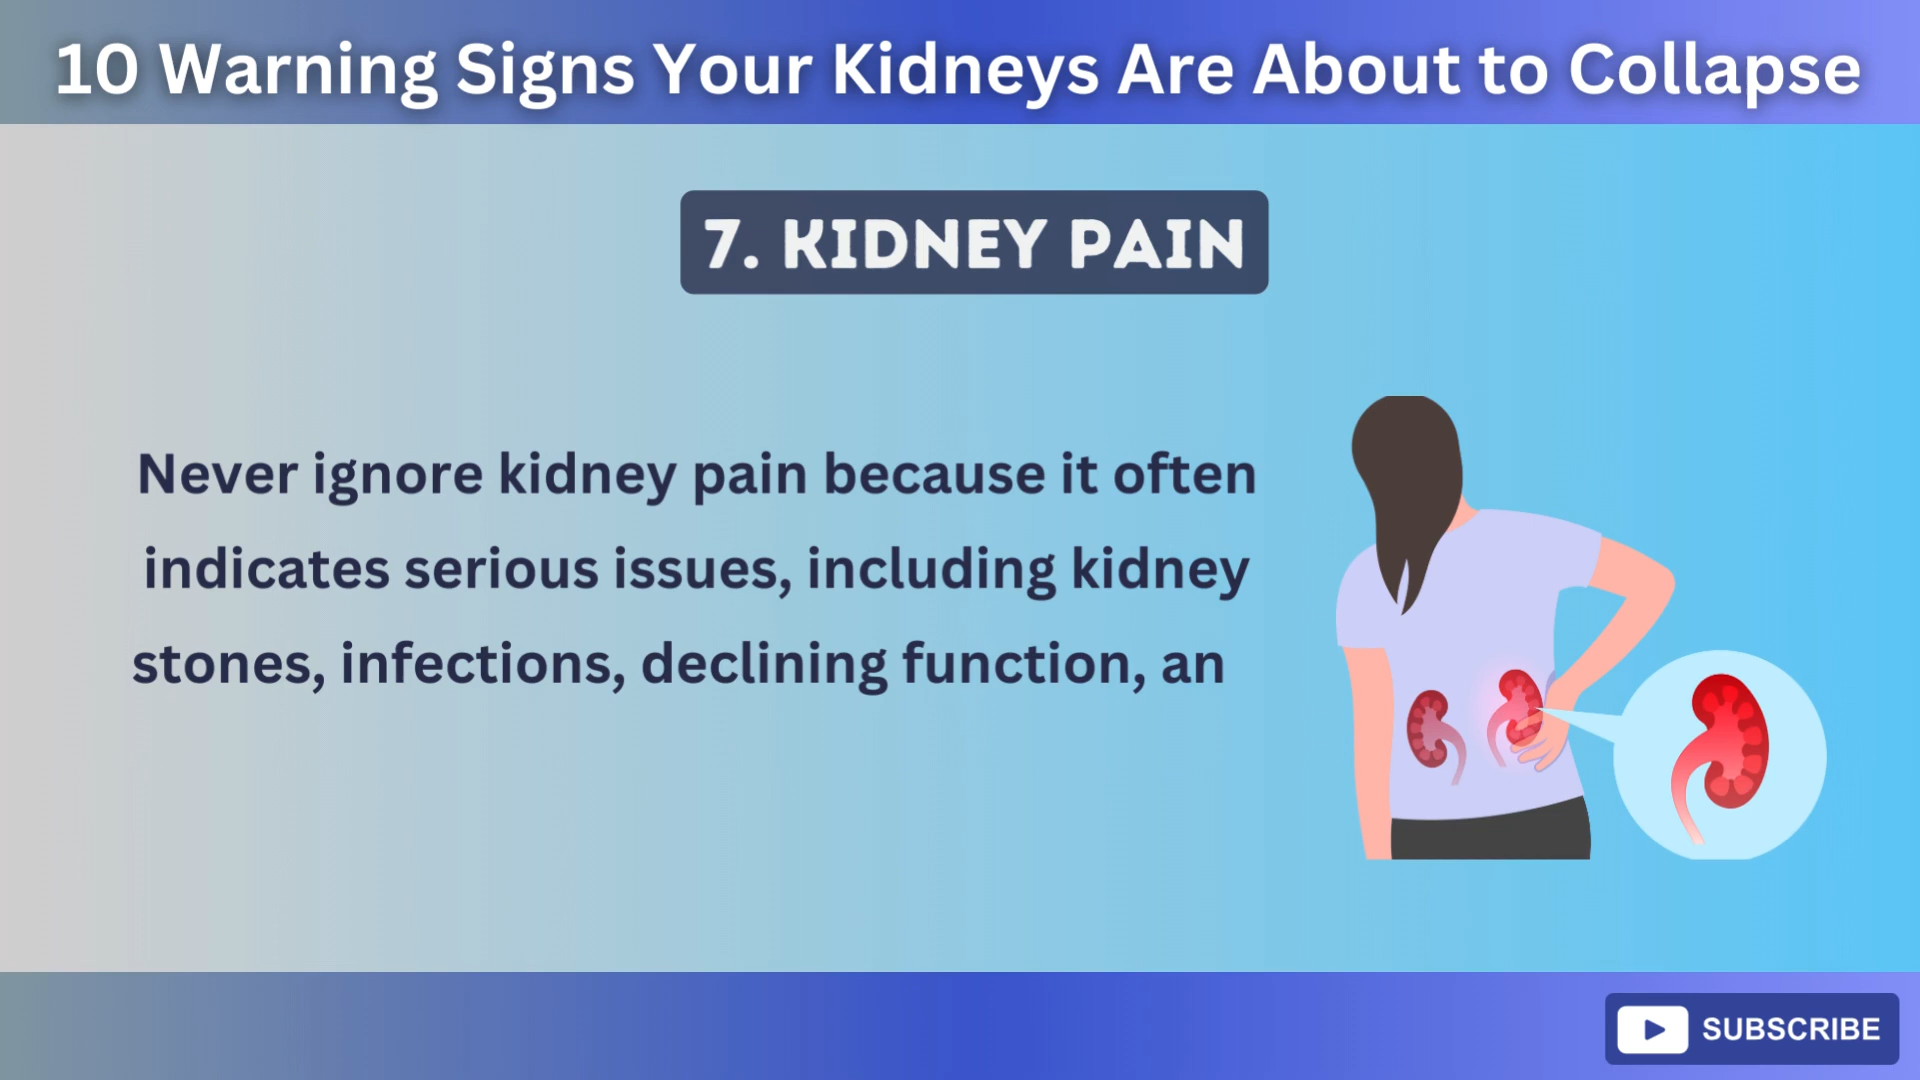 10 Warning Signs Your Kidneys Are About to Collapse
7. KIDNEY PAIN
Never ignore kidney pain because it often
indicates serious issues, including kidney
stones, infections, declining function, an
SUBSCRIBE